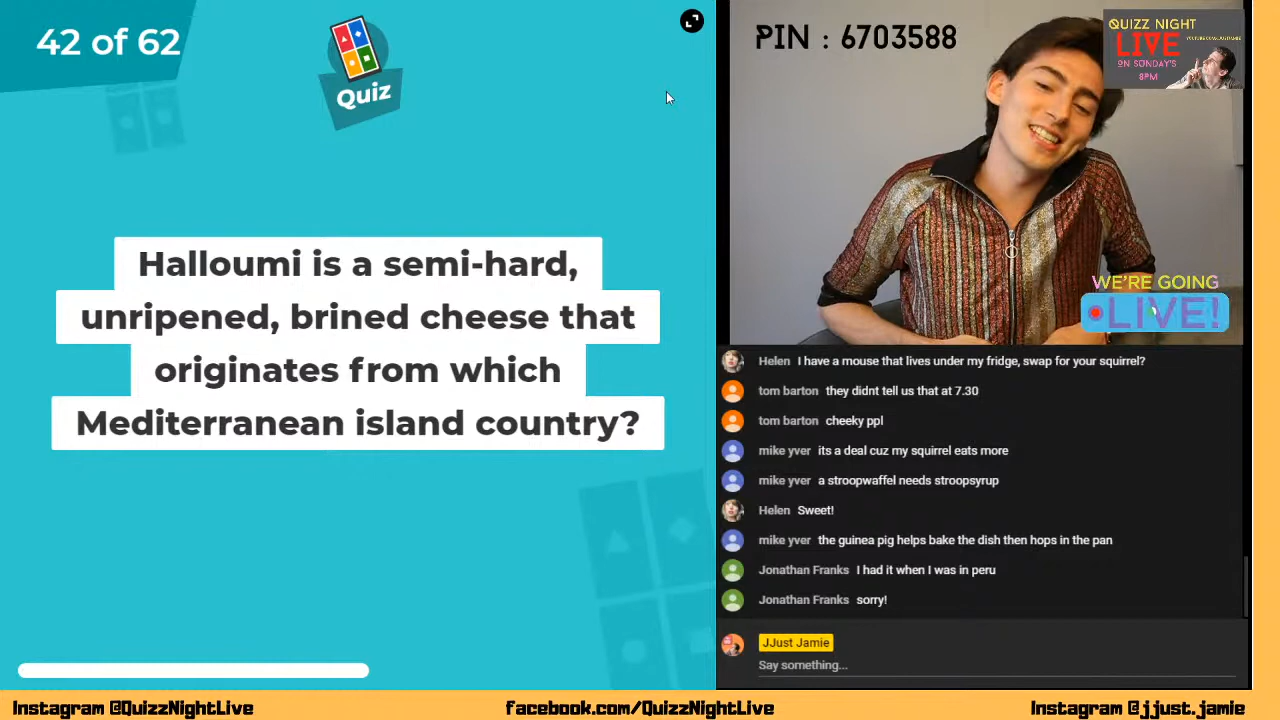 42 of 62
Quiz
Halloumi is a semi-hard,
unripened, brined cheese that
originates from which
Mediterranean island country?
PIN : 6703588
QUIZZ NIGHT
LIVE
ON SUNDAY'S
8PM
WE'RE GOING
LIVE!
Helen I have a mouse that lives under my fridge, swap for your squirrel?
tom barton they didnt tell us that at 7.30
tom barton cheeky ppl
mike yver its a deal cuz my squirrel eats more
mike yver a stroopwaffel needs stroopsyrup
Helen Sweet!
mike yver the guinea pig helps bake the dish then hops in the pan
Jonathan Franks I had it when I was in peru
Jonathan Franks sorry!
JJust Jamie
Say something...
Instagram @QuizzNightLive
facebook.com/QuizzNightLive
Instagram @jjust.jamie